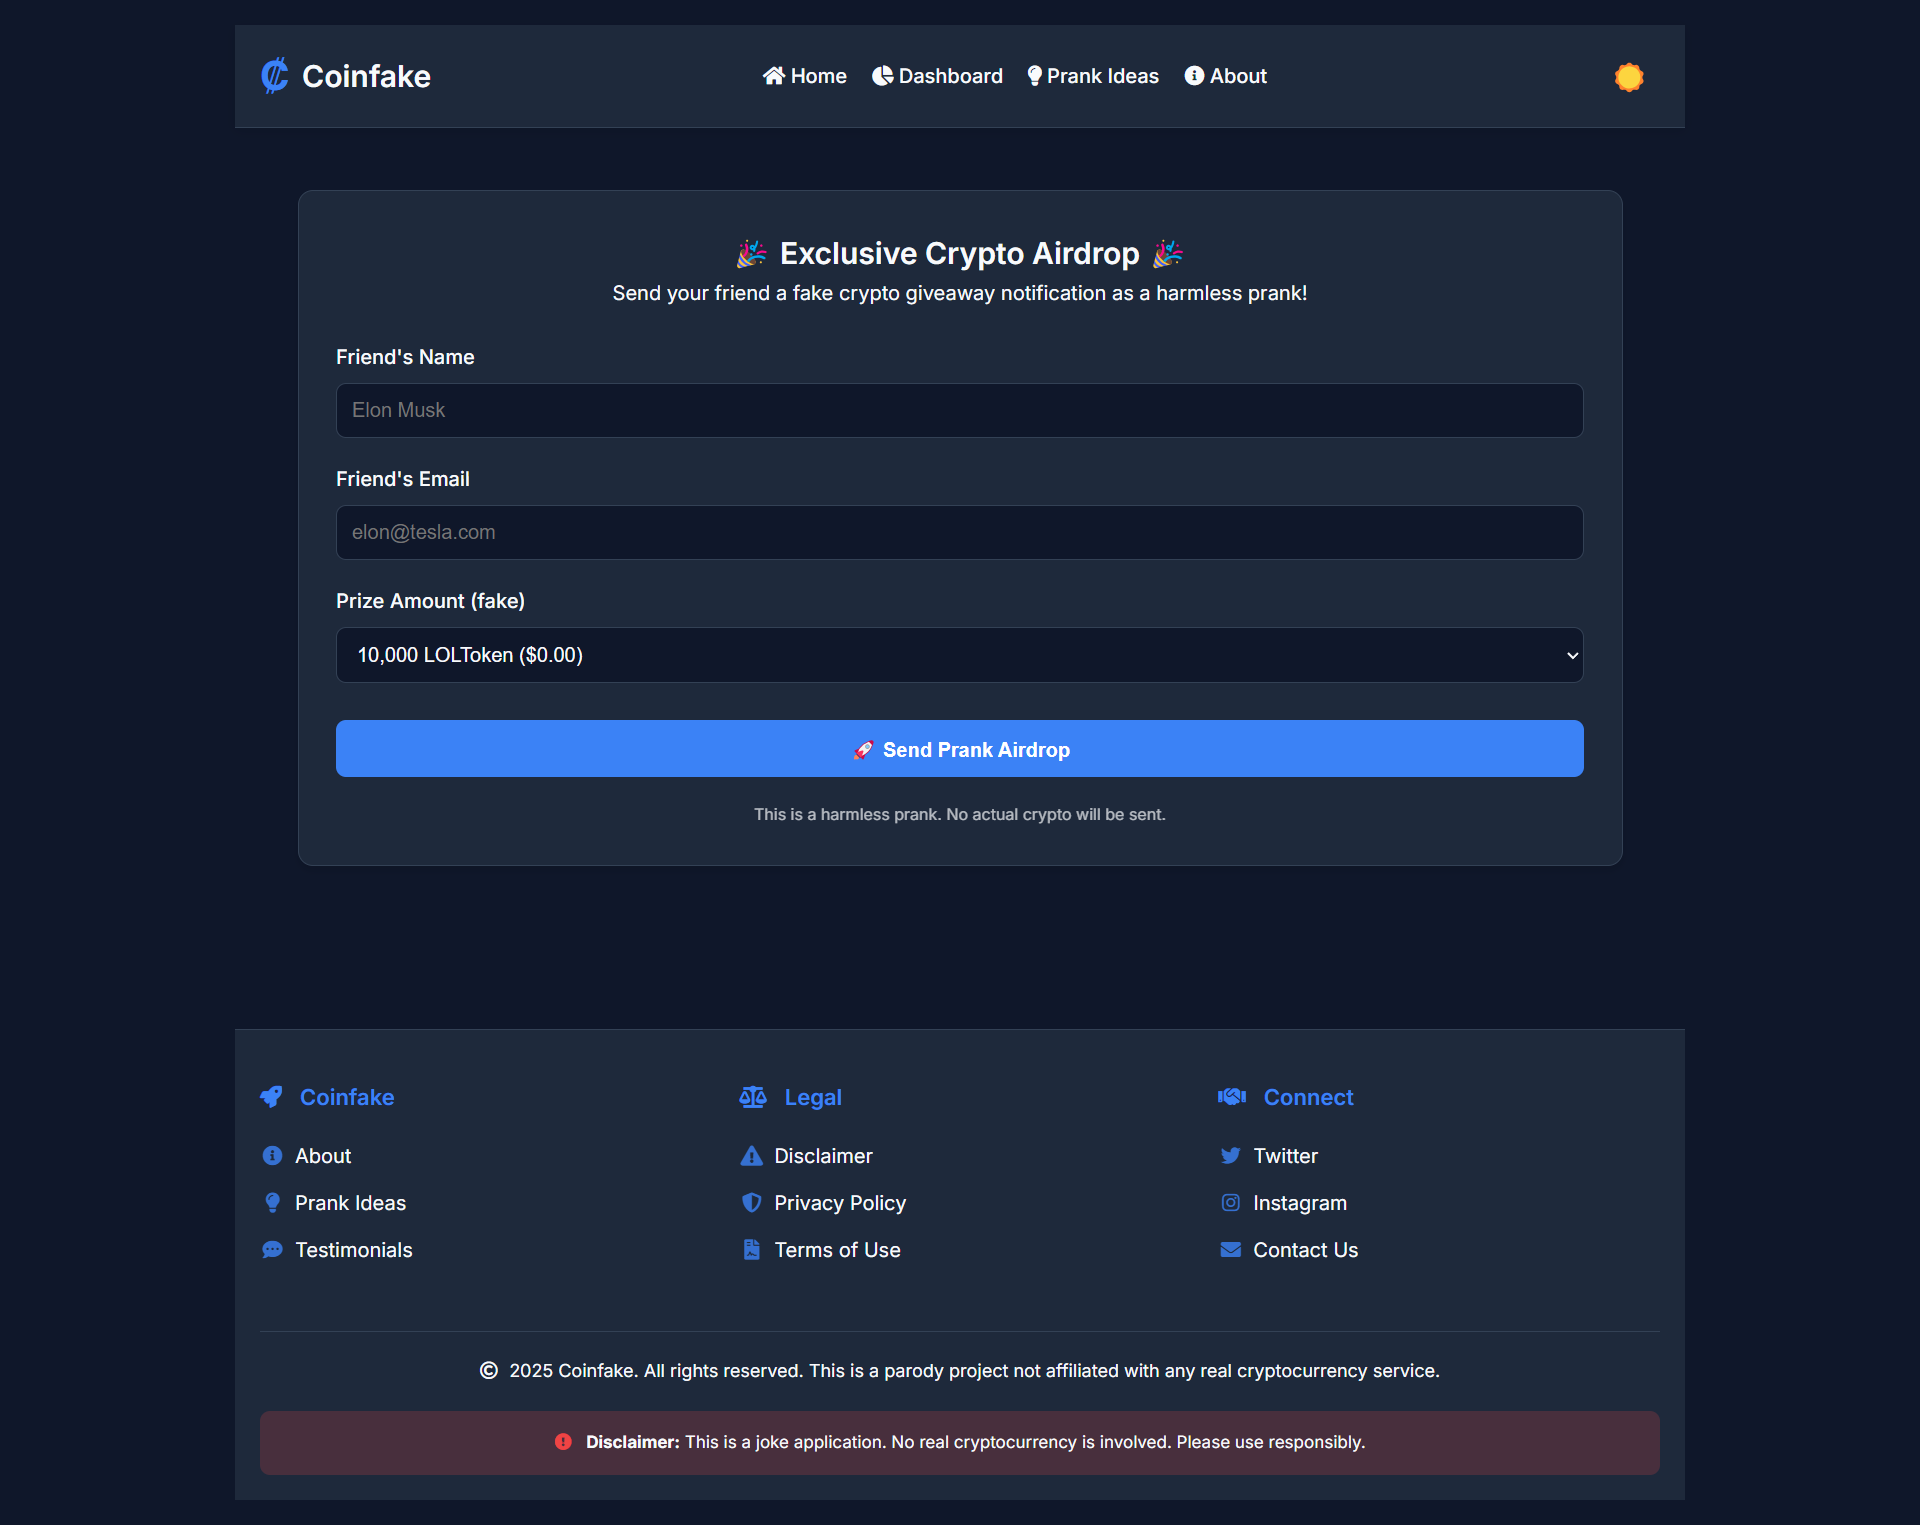 Coinfake
Home Dashboard Prank Ideas About
🎉 Exclusive Crypto Airdrop 🎉
Send your friend a fake crypto giveaway notification as a harmless prank!
Friend's Name
Elon Musk
Friend's Email
elon@tesla.com
Prize Amount (fake)
10,000 LOLToken ($0.00)
🚀 Send Prank Airdrop
This is a harmless prank. No actual crypto will be sent.
Coinfake
About
Prank Ideas
Testimonials
Legal
Disclaimer
Privacy Policy
Terms of Use
Connect
Twitter
Instagram
Contact Us
© 2025 Coinfake. All rights reserved. This is a parody project not affiliated with any real cryptocurrency service.
Disclaimer: This is a joke application. No real cryptocurrency is involved. Please use responsibly.